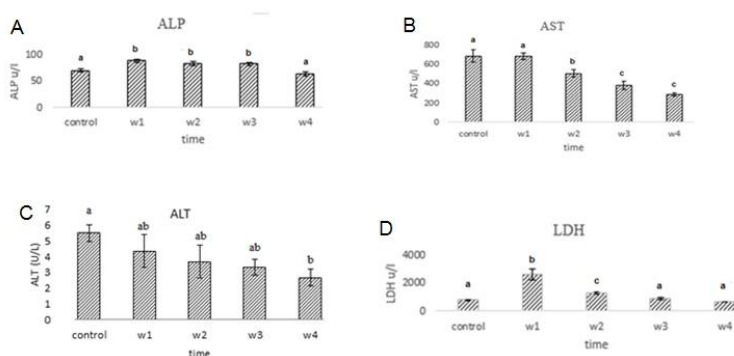 A
ALP
a b b b a
100
50
0
ALP u/l
control w1 w2 w3 w4
time
B
AST
a a b c c
800
600
400
200
0
AST u/l
control w1 w2 w3 w4
time
C
ALT
a ab ab ab b
7
6
5
4
3
2
1
0
ALT (U/L)
control w1 w2 w3 w4
time
D
LDH
a b c a a
4000
2000
0
LDH u/l
control w1 w2 w3 w4
time